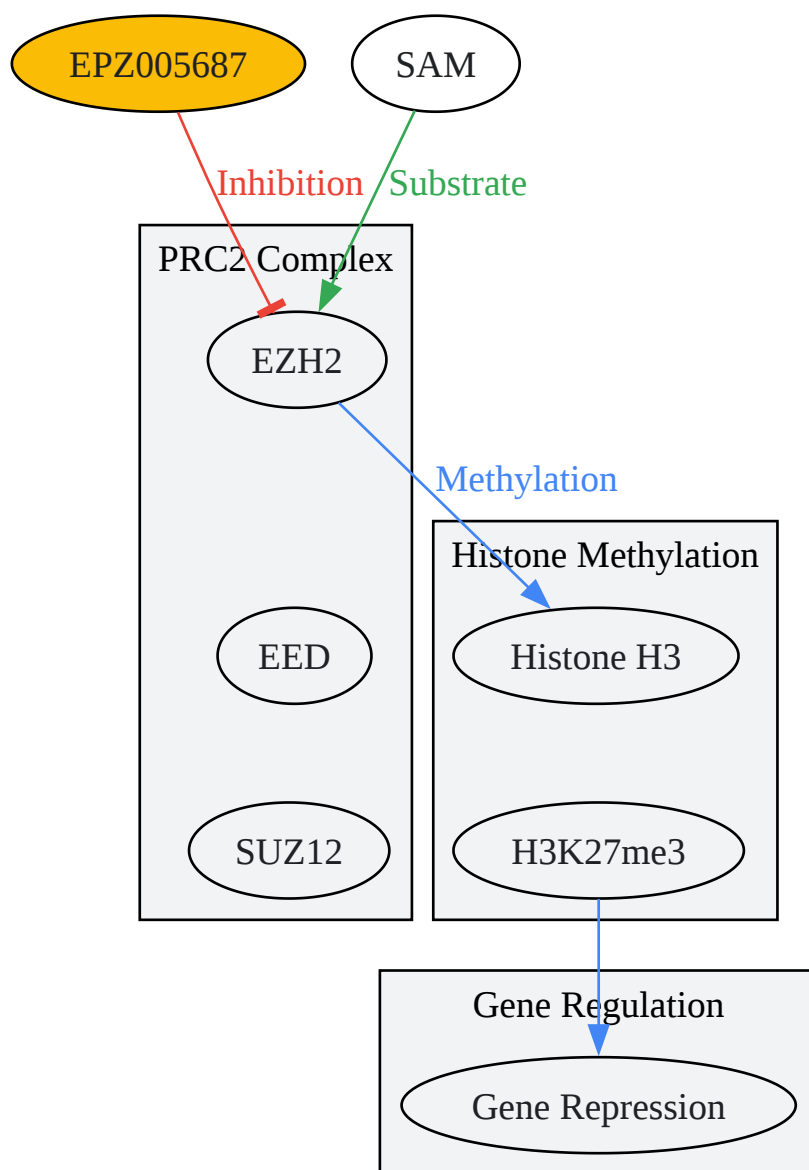 EPZ005687
SAM
Inhibition
Substrate
PRC2 Complex
EZH2
Methylation
Histone Methylation
EED
Histone H3
SUZ12
H3K27me3
Gene Regulation
Gene Repression